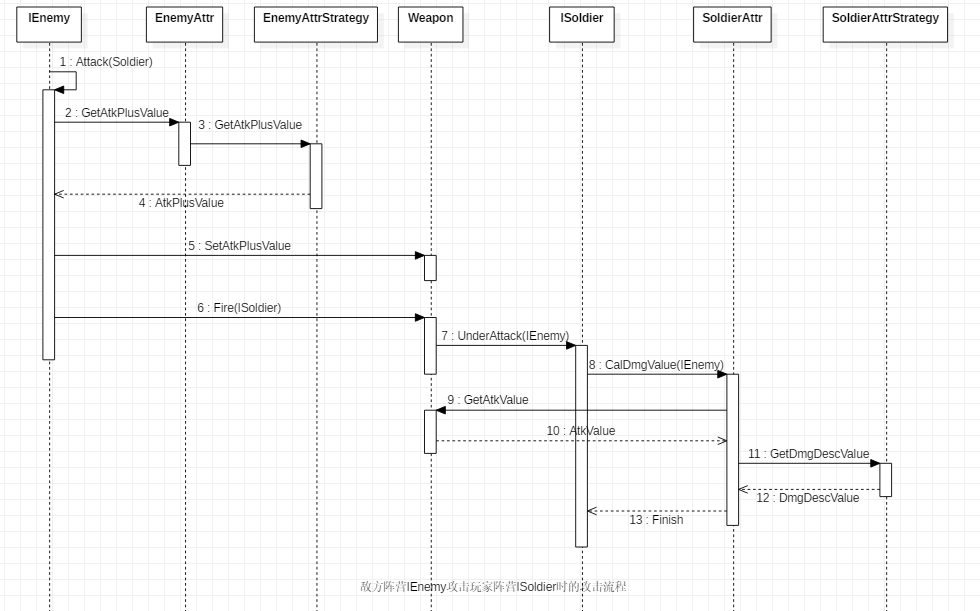 IEnemy
EnemyAttr
EnemyAttrStrategy
Weapon
ISoldier
SoldierAttr
SoldierAttrStrategy
1 : Attack(Soldier)
2 : GetAtkPlusValue
3 : GetAtkPlusValue
4 : AtkPlusValue
5 : SetAtkPlusValue
6 : Fire(ISoldier)
7 : UnderAttack(IEnemy)
8 : CalDmgValue(IEnemy)
9 : GetAtkValue
10 : AtkValue
11 : GetDmgDescValue
12 : DmgDescValue
13 : Finish
敌方阵营IEnemy攻击玩家阵营ISoldier时的攻击流程